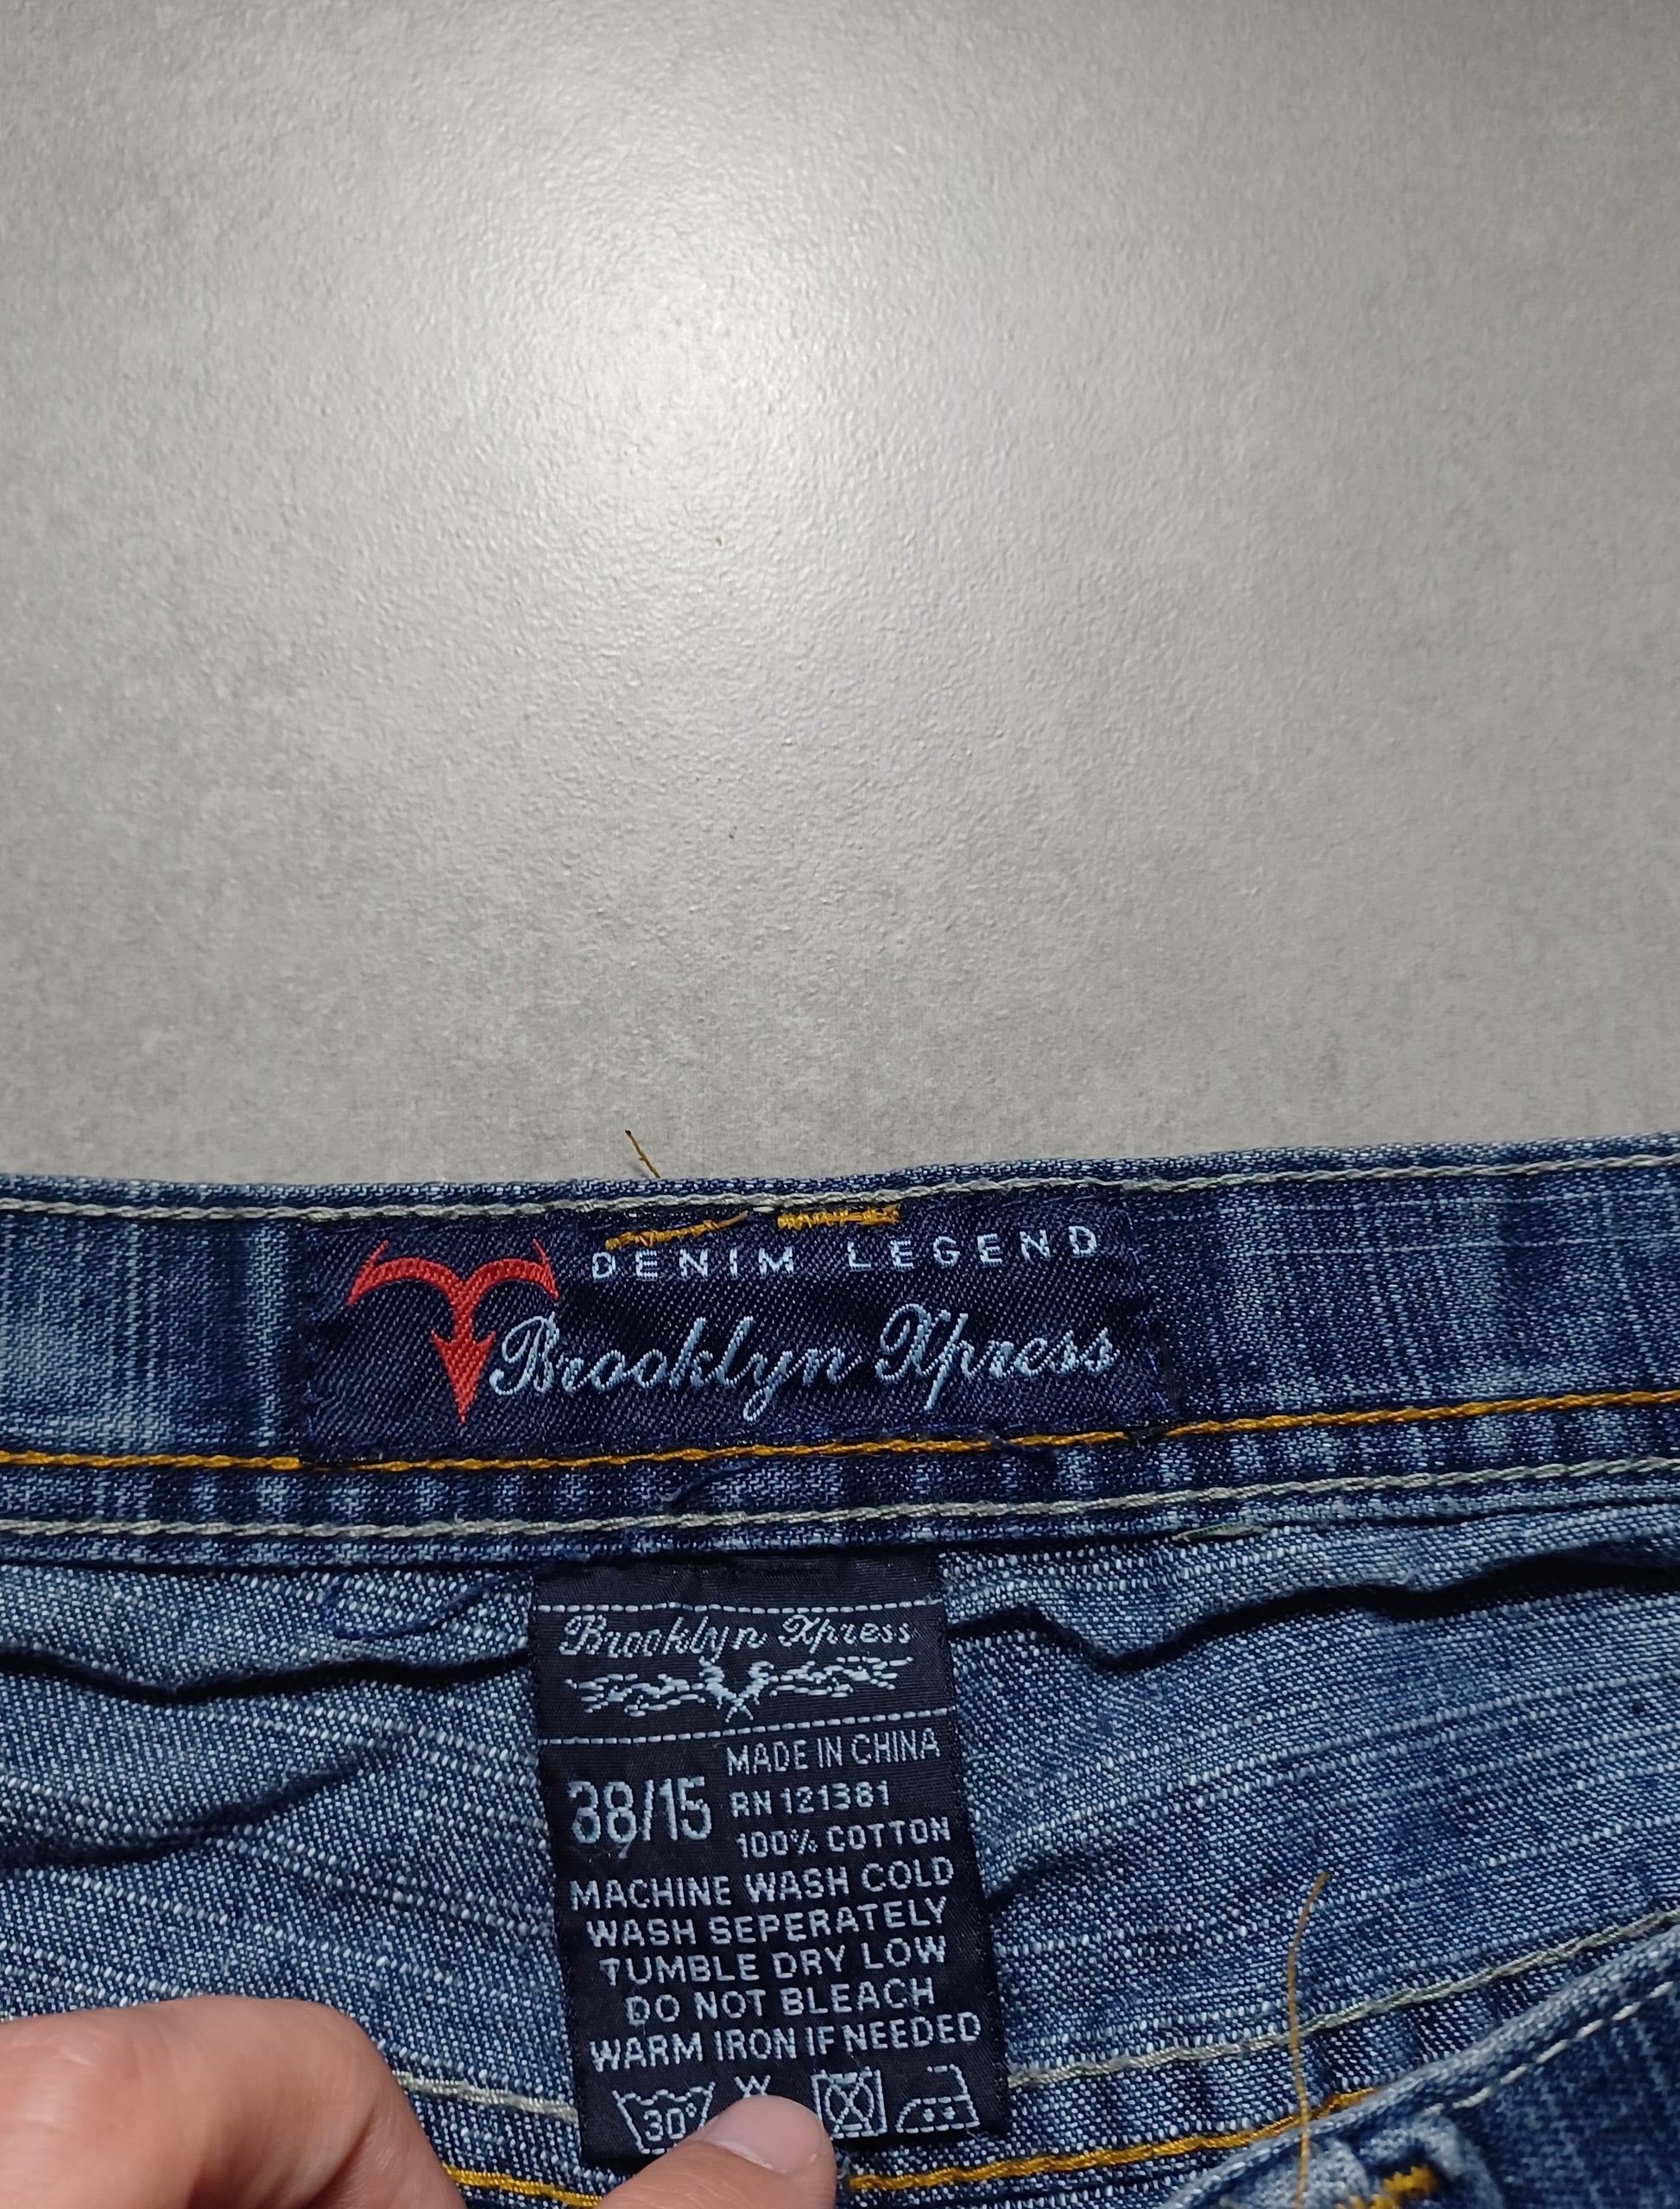 DENIM LEGEND
Brooklyn Xpress
Brooklyn Xpress
MADE IN CHINA
38/15
RN 121381
100% COTTON
MACHINE WASH COLD
WASH SEPERATELY
TUMBLE DRY LOW
DO NOT BLEACH
WARM IRON IF NEEDED
30°